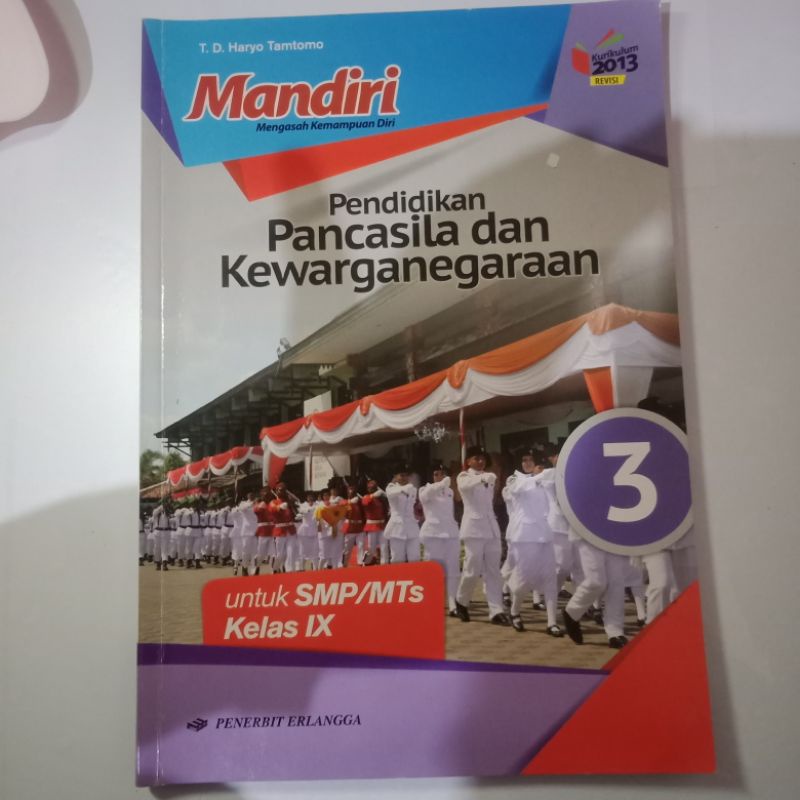 T. D. Haryo Tamtomo
Kurikulum
2013
REVISI
Mandiri
Mengasah Kemampuan Diri
Pendidikan
Pancasila dan
Kewarganegaraan
3
untuk SMP/MTs
Kelas IX
PENERBIT ERLANGGA